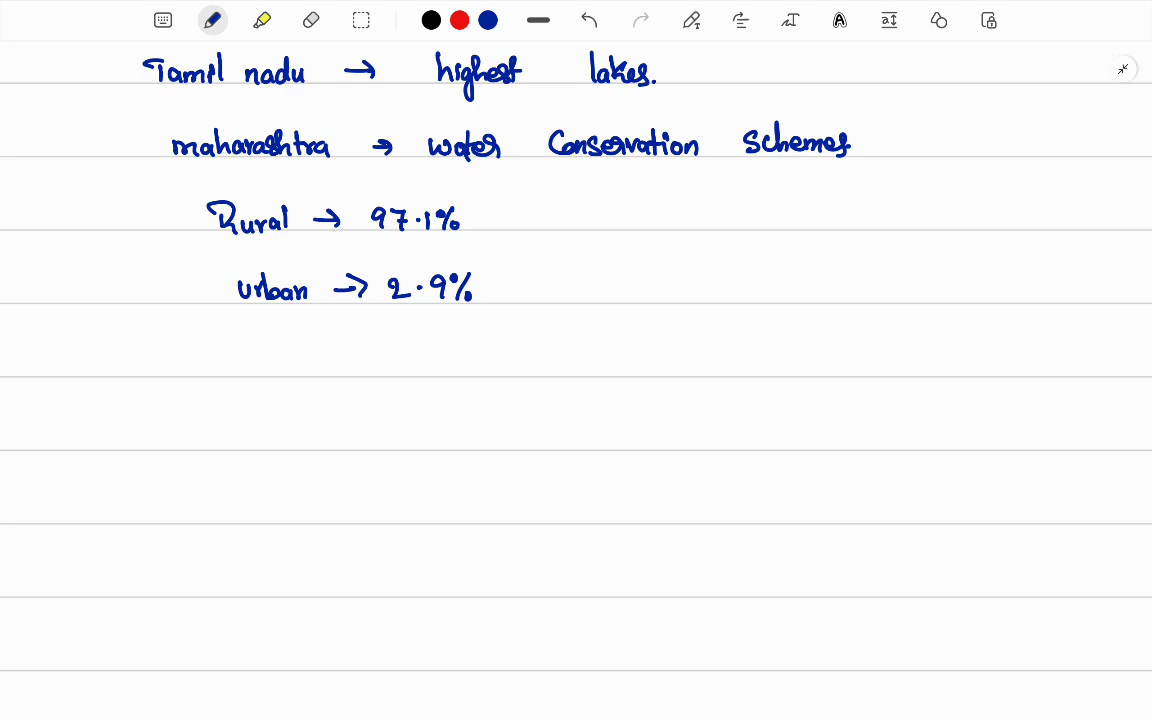 Tamil nadu → highest lakes.
maharashtra → water Conservation Schemes
Rural → 97.1%
urban → 2.9%